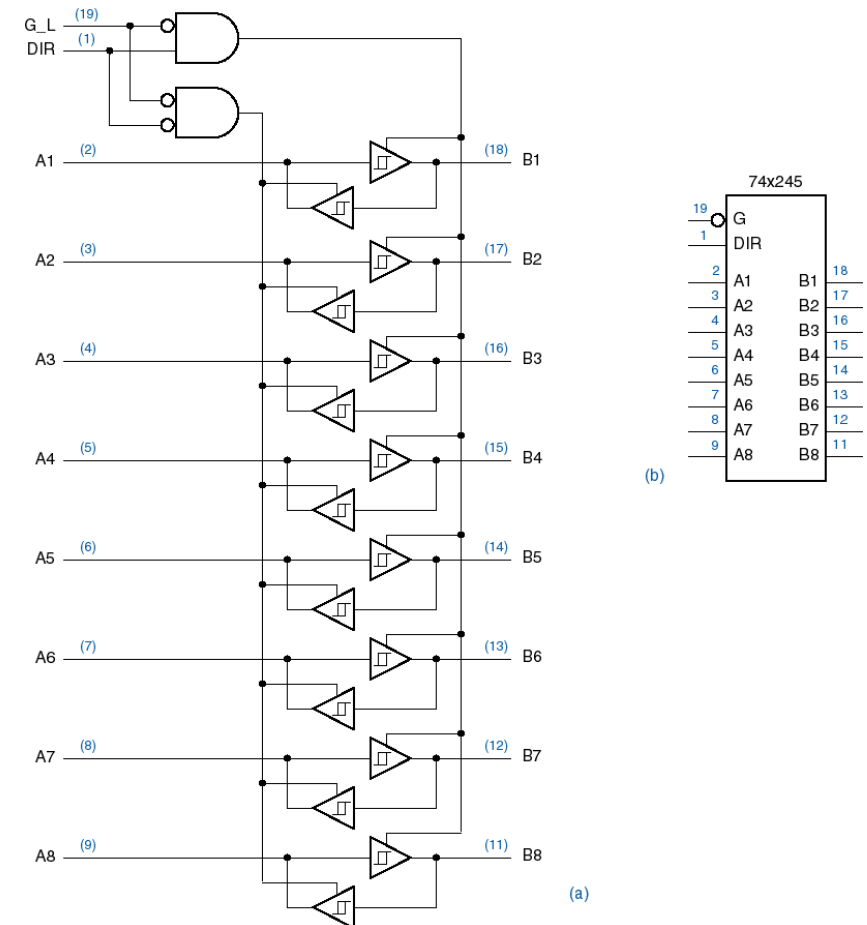 G_L (19)
DIR (1)
A1 (2) (18) B1
A2 (3) (17) B2
A3 (4) (16) B3
A4 (5) (15) B4
A5 (6) (14) B5
A6 (7) (13) B6
A7 (8) (12) B7
A8 (9) (11) B8
(a)
74x245
19 G
1 DIR
2 A1 B1 18
3 A2 B2 17
4 A3 B3 16
5 A4 B4 15
6 A5 B5 14
7 A6 B6 13
8 A7 B7 12
9 A8 B8 11
(b)